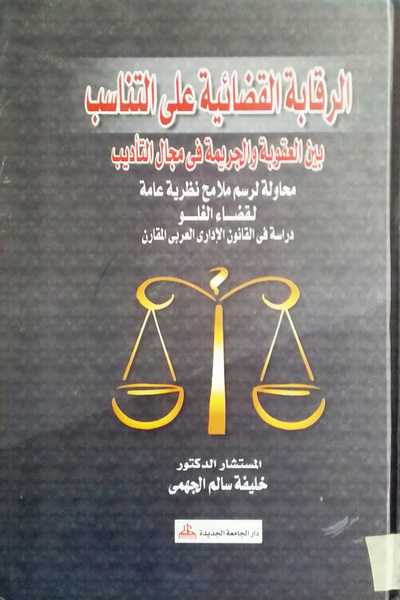 الرقابة القضائية على التناسب
بين العقوبة والجريمة فى مجال التأديب
محاولة لرسم ملامح نظرية عامة
لقضاء الغلو
دراسة فى القانون الإدارى العربى المقارن
المستشار الدكتور
خليفة سالم الجهمى
دار الجامعة الجديدة